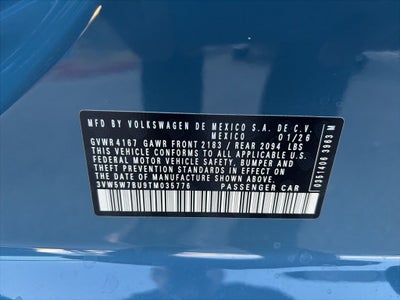 MFD BY VOLKSWAGEN DE MEXICO S.A. DE C.V.
MEXICO 01/26
GVWR 4167 GAWR FRONT 2183 / REAR 2094 LBS
THIS VEHICLE CONFORMS TO ALL APPLICABLE U.S.
FEDERAL MOTOR VEHICLE SAFETY, BUMPER AND
THEFT PREVENTION STANDARDS IN EFFECT ON THE
DATE OF MANUFACTURE SHOWN ABOVE.
3VW5W7BU9TM035776 PASSENGER CAR
0351406 3963 M